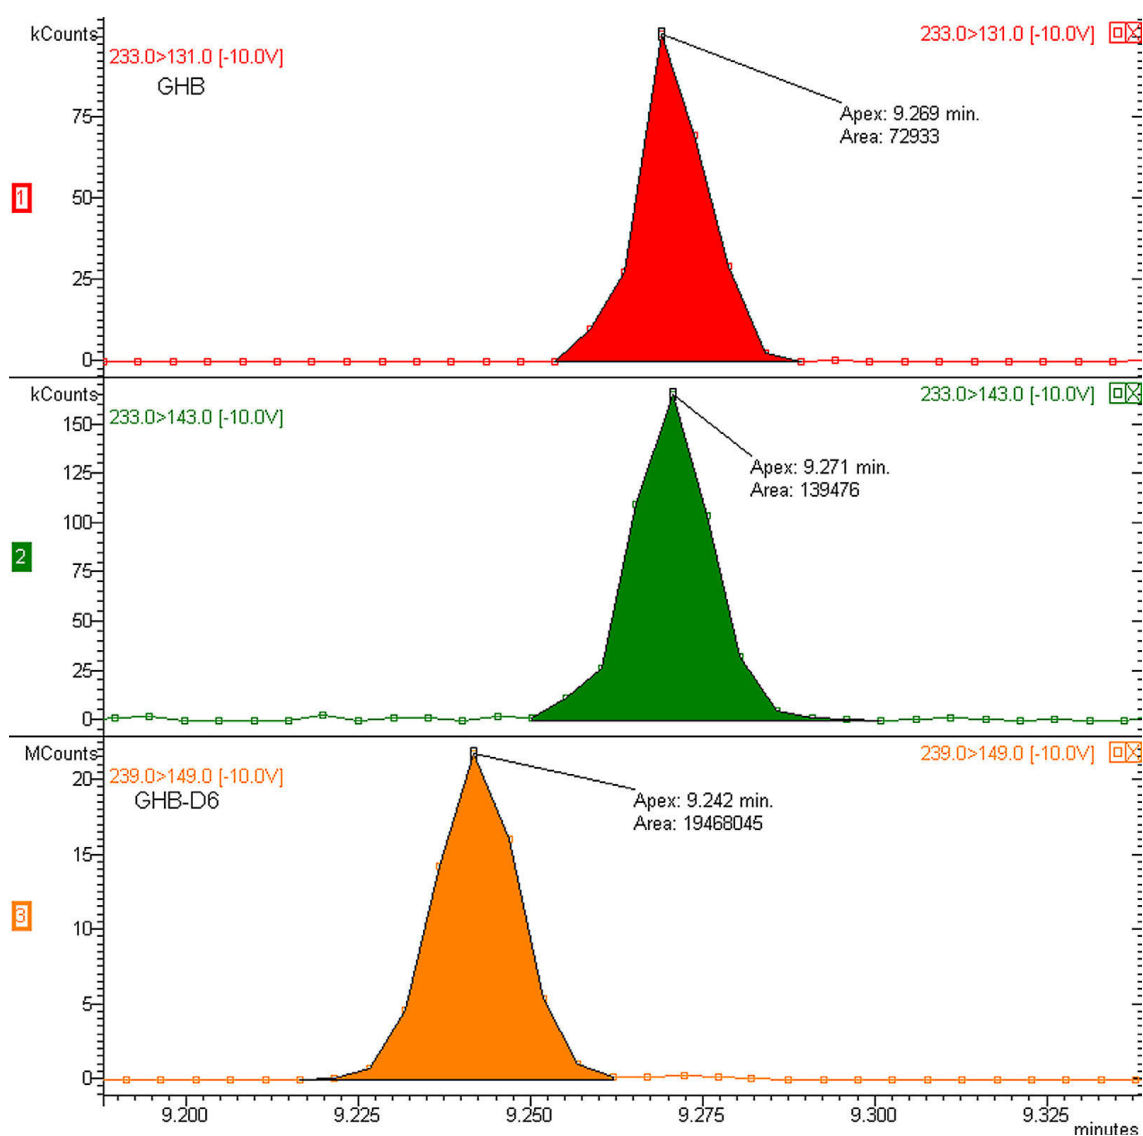 kCounts
233.0>131.0 [-10.0V]
233.0>131.0 [-10.0V]
GHB
Apex: 9.269 min.
Area: 72933
75
50
25
0
1
kCounts
233.0>143.0 [-10.0V]
233.0>143.0 [-10.0V]
Apex: 9.271 min.
Area: 139476
150
125
100
75
50
25
0
2
MCounts
239.0>149.0 [-10.0V]
239.0>149.0 [-10.0V]
GHB-D6
Apex: 9.242 min.
Area: 19468045
20
15
10
5
0
3
9.200 9.225 9.250 9.275 9.300 9.325
minutes